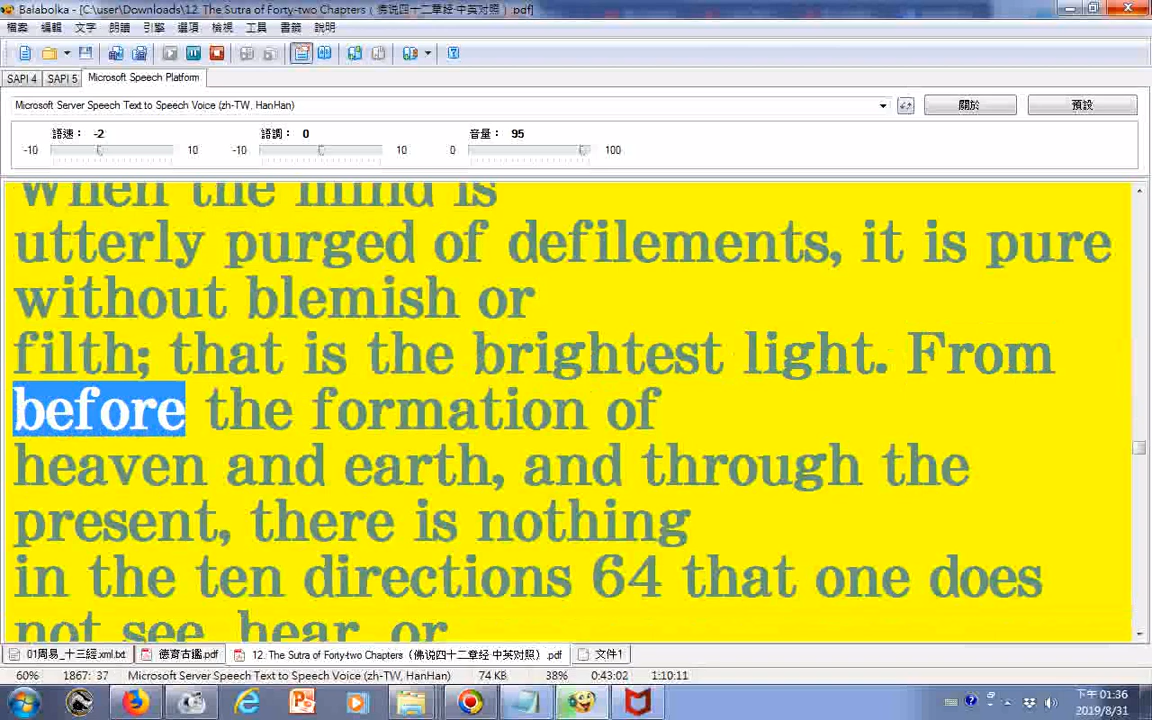 Balabolka - [C:\user\Downloads\12. The Sutra of Forty-two Chapters（佛说四十二章经 中英对照）.pdf]
檔案 編輯 文字 朗讀 引擎 選項 檢視 工具 書籤 說明
SAPI 4 SAPI 5 Microsoft Speech Platform
Microsoft Server Speech Text to Speech Voice (zh-TW, HanHan) 關於 預設
語速： -2 語調： 0 音量： 95
-10 10 -10 10 0 100
When the mind is
utterly purged of defilements, it is pure
without blemish or
filth; that is the brightest light. From
before the formation of
heaven and earth, and through the
present, there is nothing
in the ten directions 64 that one does
not see, hear, or
01周易_十三經.xml.txt 德育古鑑.pdf 12. The Sutra of Forty-two Chapters（佛说四十二章经 中英对照）.pdf 文件1
60% 1867: 37 Microsoft Server Speech Text to Speech Voice (zh-TW, HanHan) 74 KB 38% 0:43:02 1:10:11
下午 01:36
2019/8/31